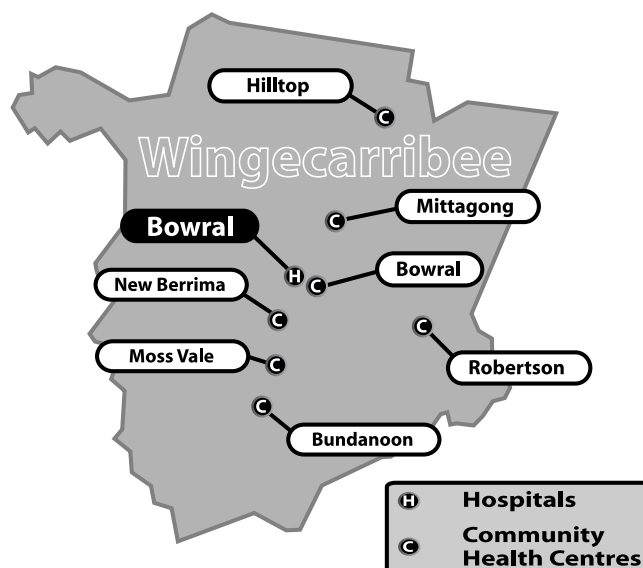 Hilltop
Wingecarribee
Mittagong
Bowral
H
Bowral
New Berrima
Moss Vale
Robertson
Bundanoon
C
C
C
C
C
C
C
H Hospitals
C Community
Health Centres